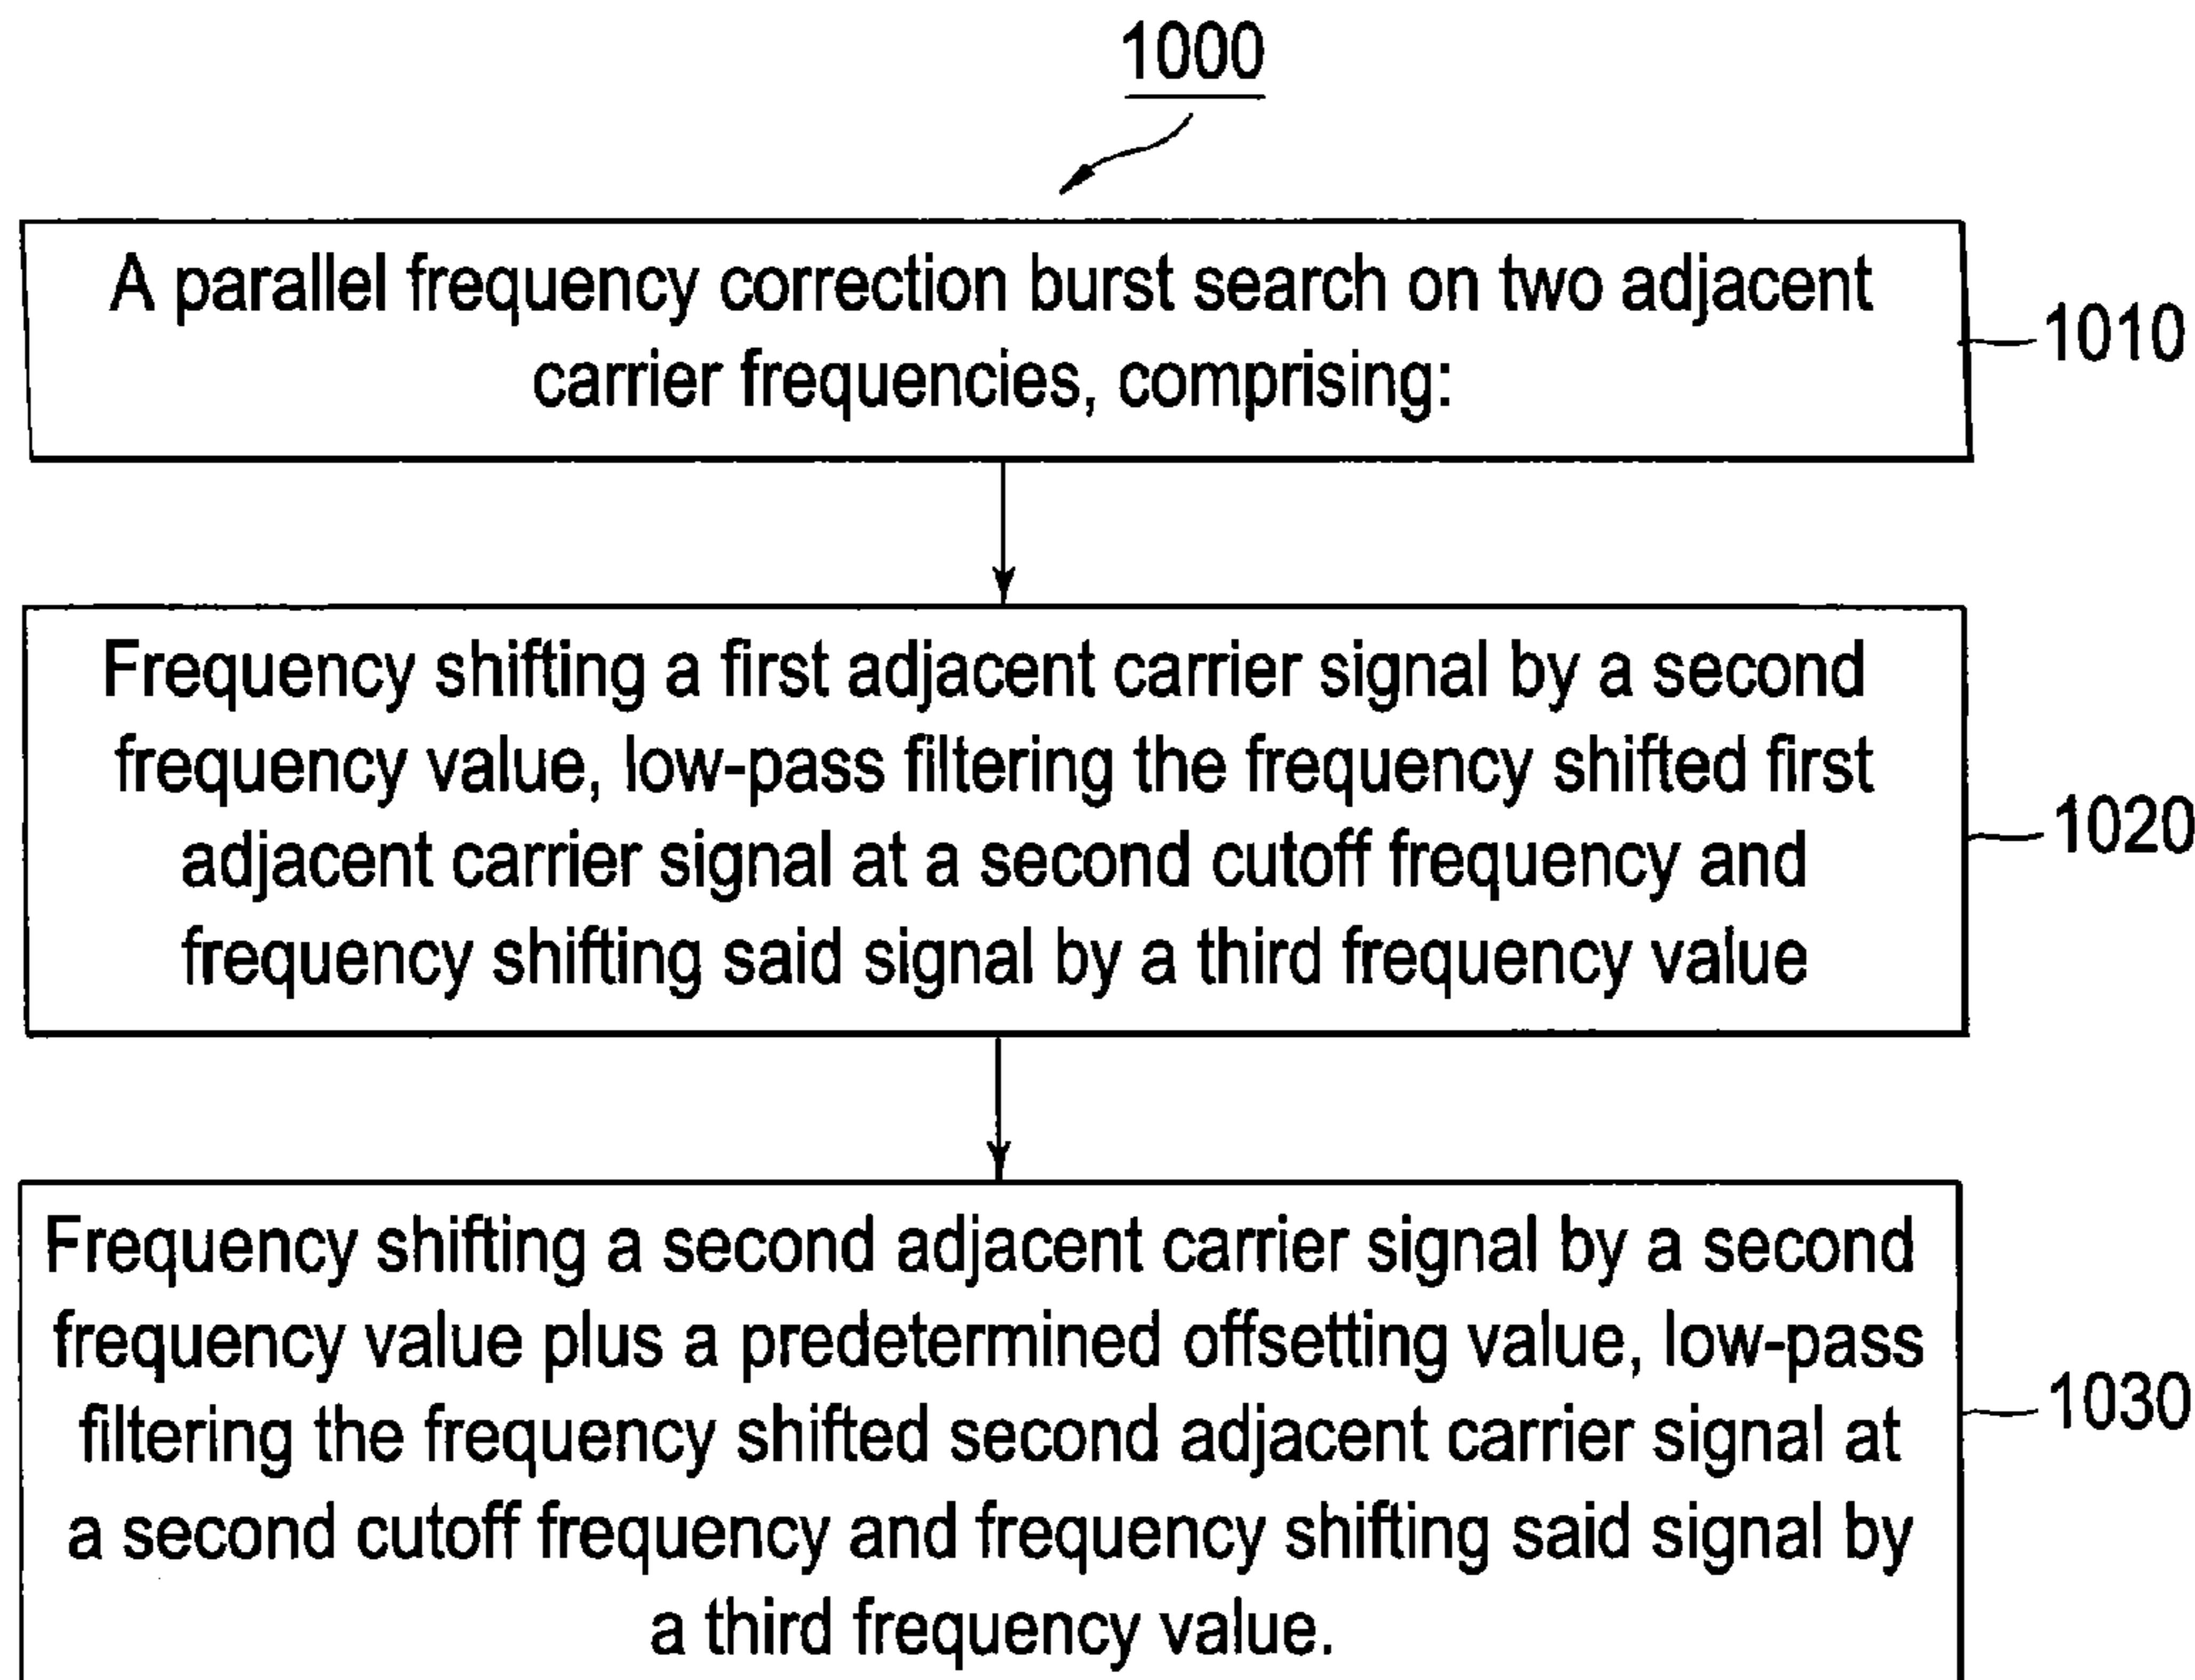 1000
A parallel frequency correction burst search on two adjacent
carrier frequencies, comprising:
1010
Frequency shifting a first adjacent carrier signal by a second
frequency value, low-pass filtering the frequency shifted first
adjacent carrier signal at a second cutoff frequency and
frequency shifting said signal by a third frequency value
1020
Frequency shifting a second adjacent carrier signal by a second
frequency value plus a predetermined offsetting value, low-pass
filtering the frequency shifted second adjacent carrier signal at
a second cutoff frequency and frequency shifting said signal by
a third frequency value.
1030